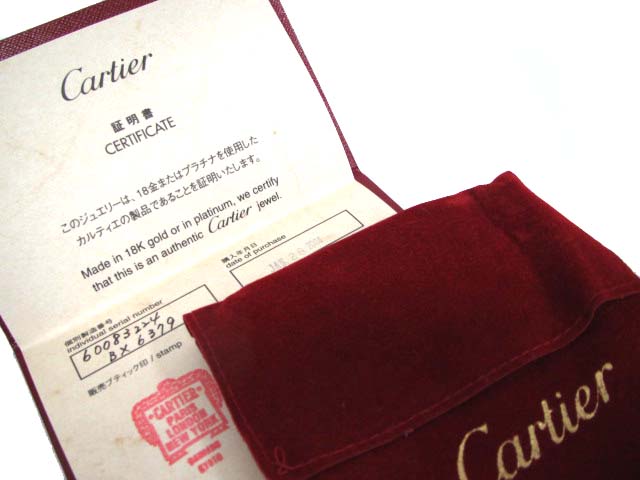 Cartier
証明書
CERTIFICATE
このジュエリーは、18金またはプラチナを使用した
カルティエの製品であることを証明いたします。
Made in 18K gold or in platinum, we certify
that this is an authentic Cartier jewel.
個別製造番号
individual serial number
60083224
BX 6379
購入年月日
date of purchase
販売ブティック印 / stamp
CARTIER
PARIS
LONDON
NEW YORK
Cartier